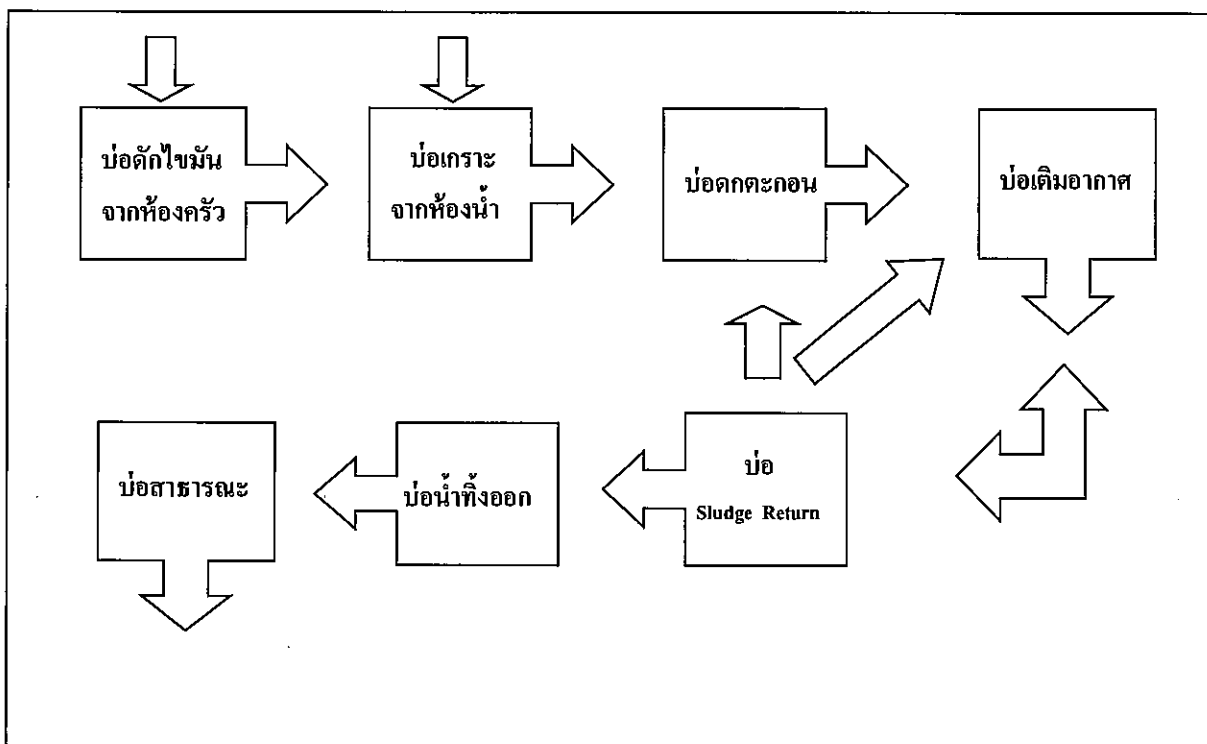 บ่อดักไขมัน
จากห้องครัว
บ่อเกราะ
จากห้องน้ำ
บ่อตกตะกอน
บ่อเติมอากาศ
บ่อสาธารณะ
บ่อน้ำทิ้งออก
บ่อ
Sludge Return